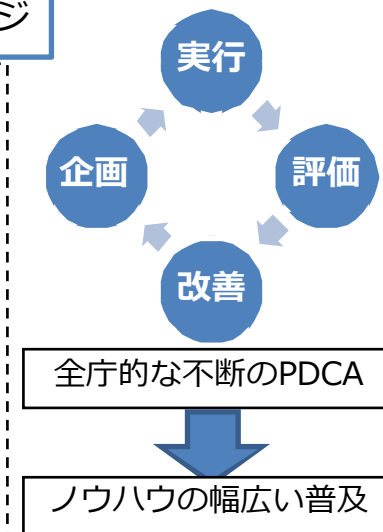 ジ
実行
企画
評価
改善
全庁的な不断のPDCA
ノウハウの幅広い普及